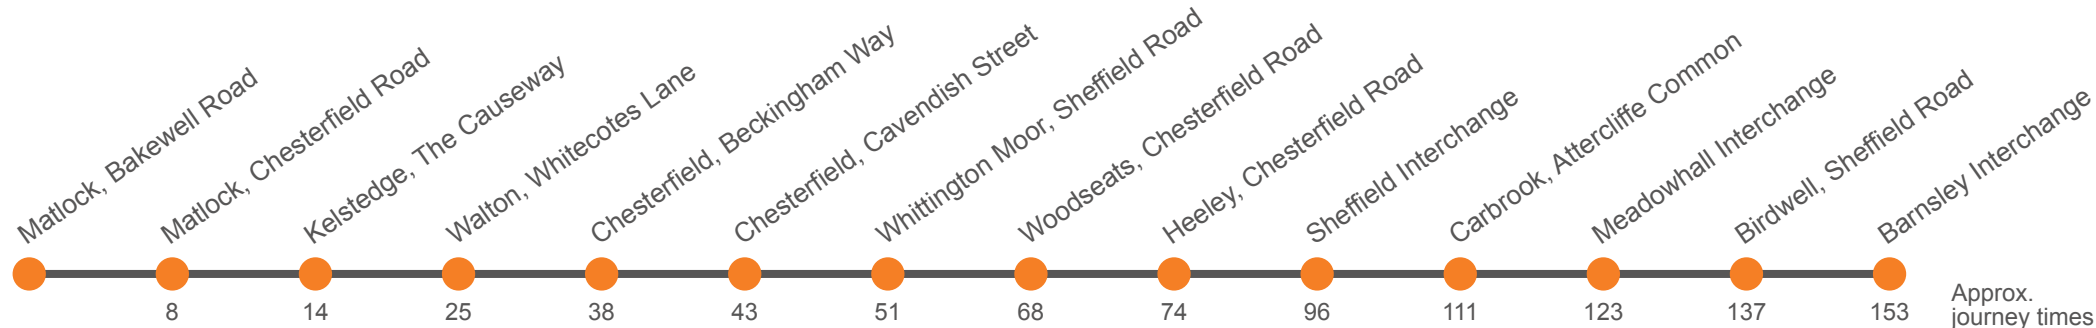 Matlock, Bakewell Road
Matlock, Chesterfield Road
Kelstedge, The Causeway
Walton, Whitecotes Lane
Chesterfield, Beckingham Way
Chesterfield, Cavendish Street
Whittington Moor, Sheffield Road
Woodseats, Chesterfield Road
Heeley, Chesterfield Road
Sheffield Interchange
Carbrook, Attercliffe Common
Meadowhall Interchange
Birdwell, Sheffield Road
Barnsley Interchange
8 14 25 38 43 51 68 74 96 111 123 137 153
Approx.
journey times